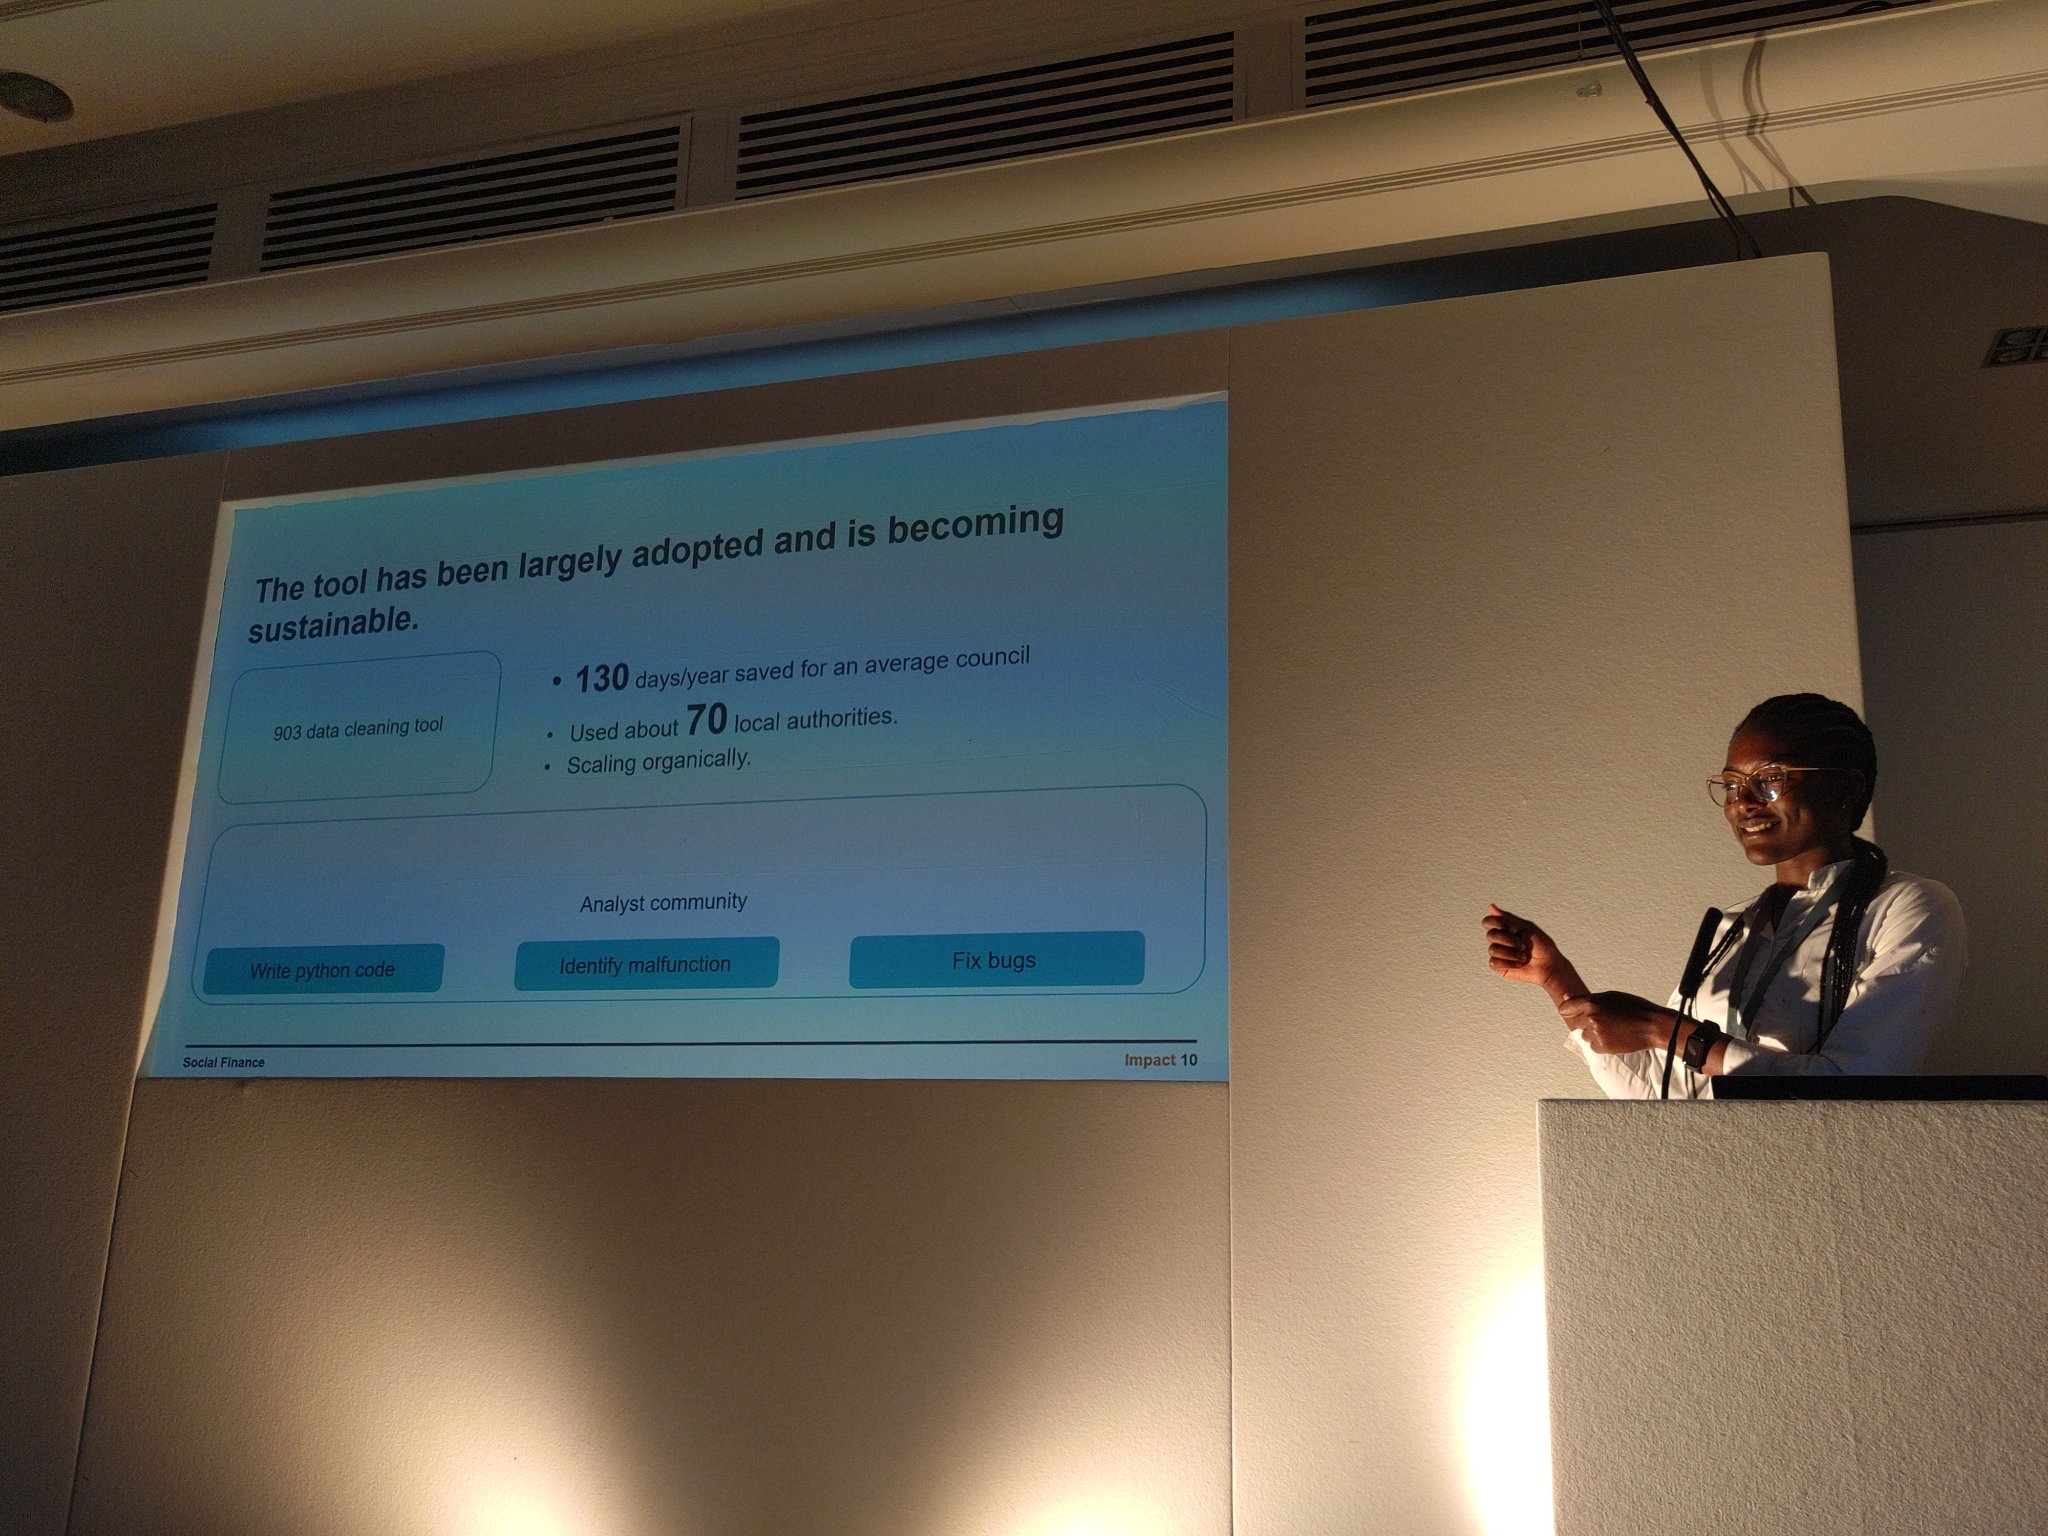 The tool has been largely adopted and is becoming
sustainable.
903 data cleaning tool
• 130 days/year saved for an average council
• Used about 70 local authorities.
• Scaling organically.
Analyst community
Write python code
Identify malfunction
Fix bugs
Social Finance
Impact 10